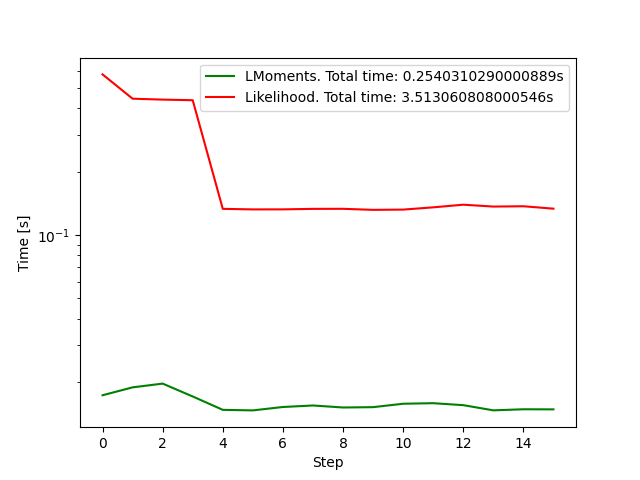 LMoments. Total time: 0.2540310290000889s
Likelihood. Total time: 3.513060808000546s
Time [s]
10⁻¹
0 2 4 6 8 10 12 14
Step